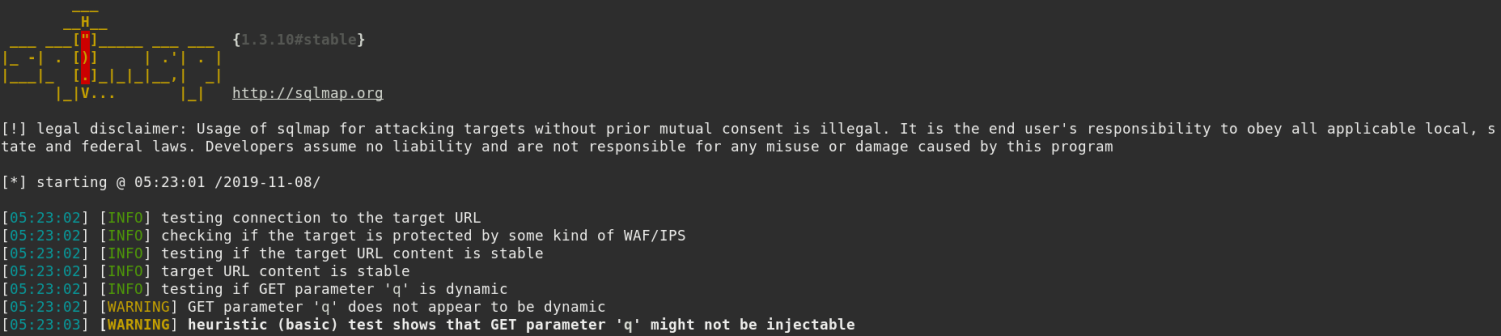 ___
       __H__
 ___ ___["]_____ ___ ___  {1.3.10#stable}
|_ -| . [)]     | .'| . |
|___|_  [.]_|_|_|__,|  _|
      |_|V...       |_|   http://sqlmap.org
[!] legal disclaimer: Usage of sqlmap for attacking targets without prior mutual consent is illegal. It is the end user's responsibility to obey all applicable local, s
tate and federal laws. Developers assume no liability and are not responsible for any misuse or damage caused by this program
[*] starting @ 05:23:01 /2019-11-08/
[05:23:02] [INFO] testing connection to the target URL
[05:23:02] [INFO] checking if the target is protected by some kind of WAF/IPS
[05:23:02] [INFO] testing if the target URL content is stable
[05:23:02] [INFO] target URL content is stable
[05:23:02] [INFO] testing if GET parameter 'q' is dynamic
[05:23:02] [WARNING] GET parameter 'q' does not appear to be dynamic
[05:23:03] [WARNING] heuristic (basic) test shows that GET parameter 'q' might not be injectable